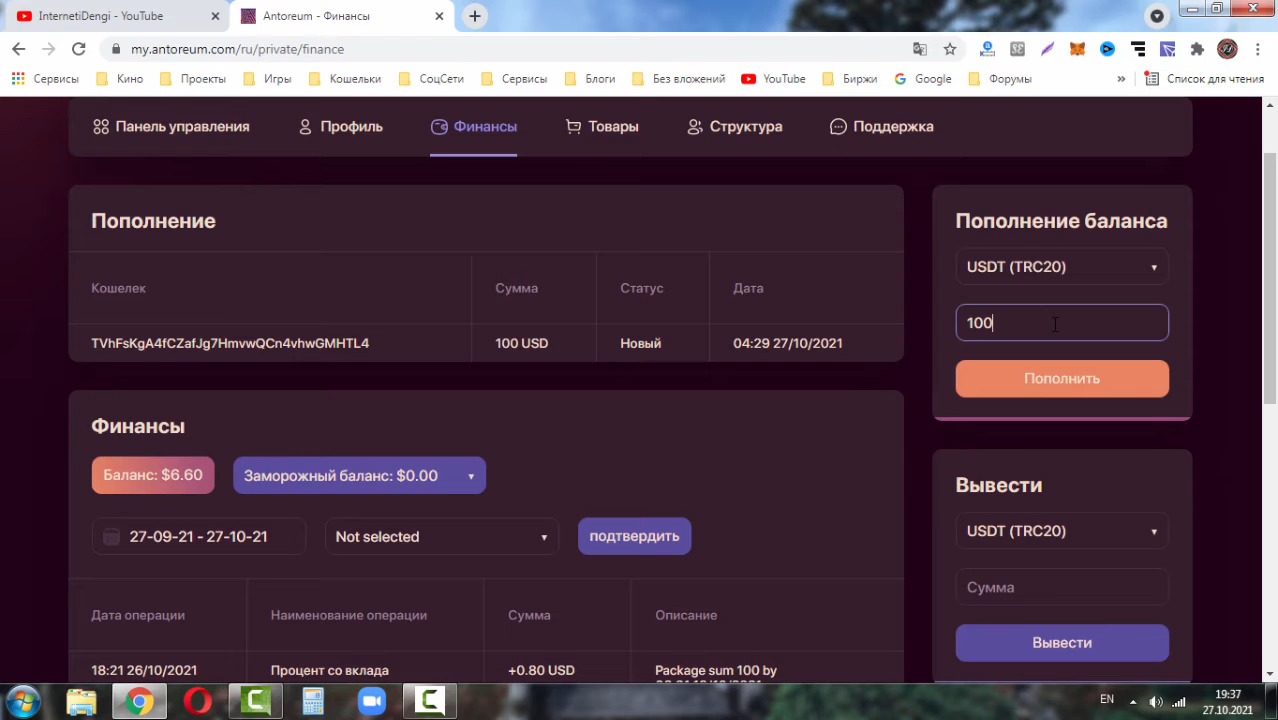 InternetiDengi - YouTube
Antoreum - Финансы
my.antoreum.com/ru/private/finance
Сервисы Кино Проекты Игры Кошельки СоцСети Сервисы Блоги Без вложений YouTube Биржи Google Форумы » Список для чтения
Панель управления Профиль Финансы Товары Структура Поддержка
Пополнение
Кошелек Сумма Статус Дата
TVhFsKgA4fCZafJg7HmvwQCn4vhwGMHTL4 100 USD Новый 04:29 27/10/2021
Финансы
Баланс: $6.60 Заморожный баланс: $0.00
27-09-21 - 27-10-21 Not selected подтвердить
Дата операции Наименование операции Сумма Описание
18:21 26/10/2021 Процент со вклада +0.80 USD Package sum 100 by
Пополнение баланса
USDT (TRC20)
100
Пополнить
Вывести
USDT (TRC20)
Сумма
Вывести
EN
19:37
27.10.2021